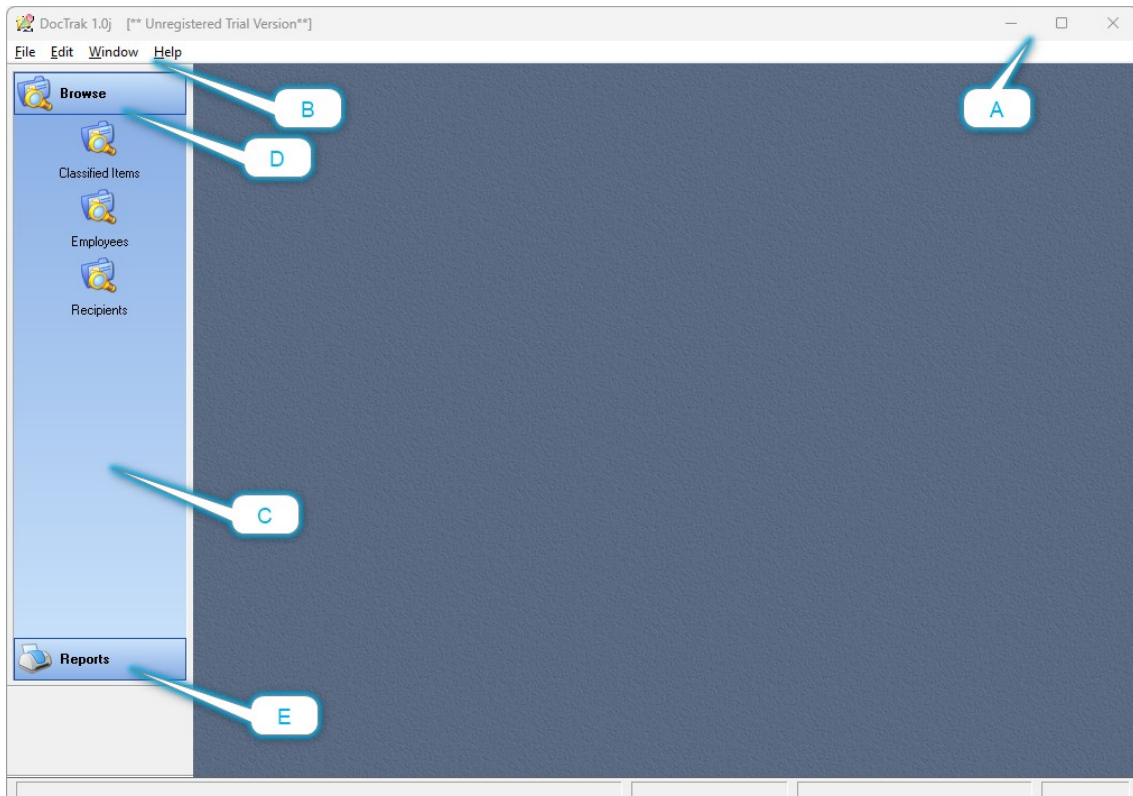 DocTrak 1.0j [** Unregistered Trial Version**]
File Edit Window Help
Browse
B
A
D
Classified Items
Employees
Recipients
C
Reports
E